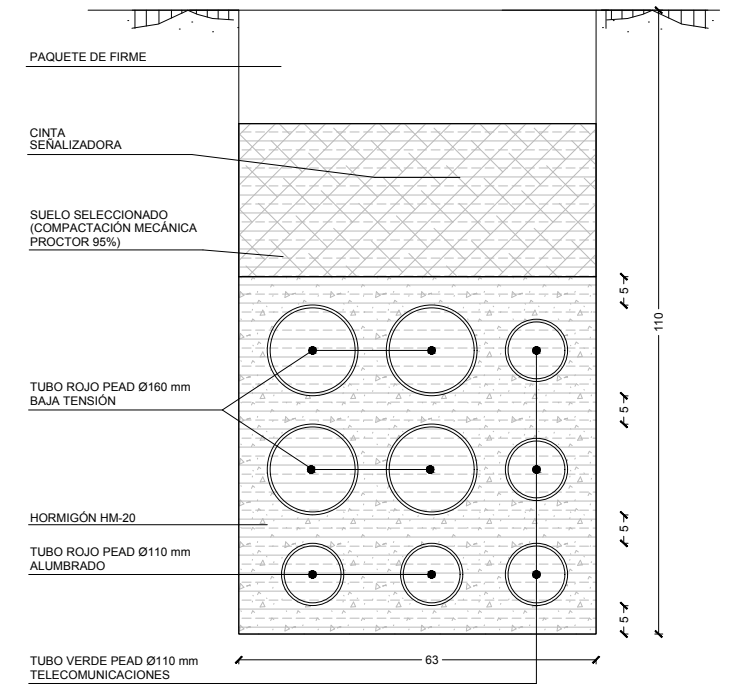 PAQUETE DE FIRME
CINTA
SEÑALIZADORA
SUELO SELECCIONADO
(COMPACTACIÓN MECÁNICA
PROCTOR 95%)
5
110
TUBO ROJO PEAD Ø160 mm
BAJA TENSIÓN
5
HORMIGÓN HM-20
5
TUBO ROJO PEAD Ø110 mm
ALUMBRADO
5
TUBO VERDE PEAD Ø110 mm
TELECOMUNICACIONES
63